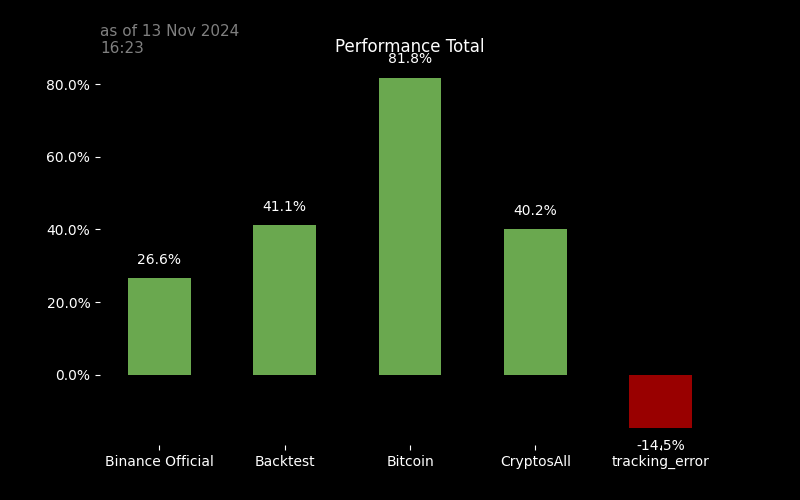 as of 13 Nov 2024
16:23
Performance Total
81.8%
80.0%
60.0%
41.1%
40.2%
40.0%
26.6%
20.0%
0.0%
-14.5%
Binance Official
Backtest
Bitcoin
CryptosAll
tracking_error